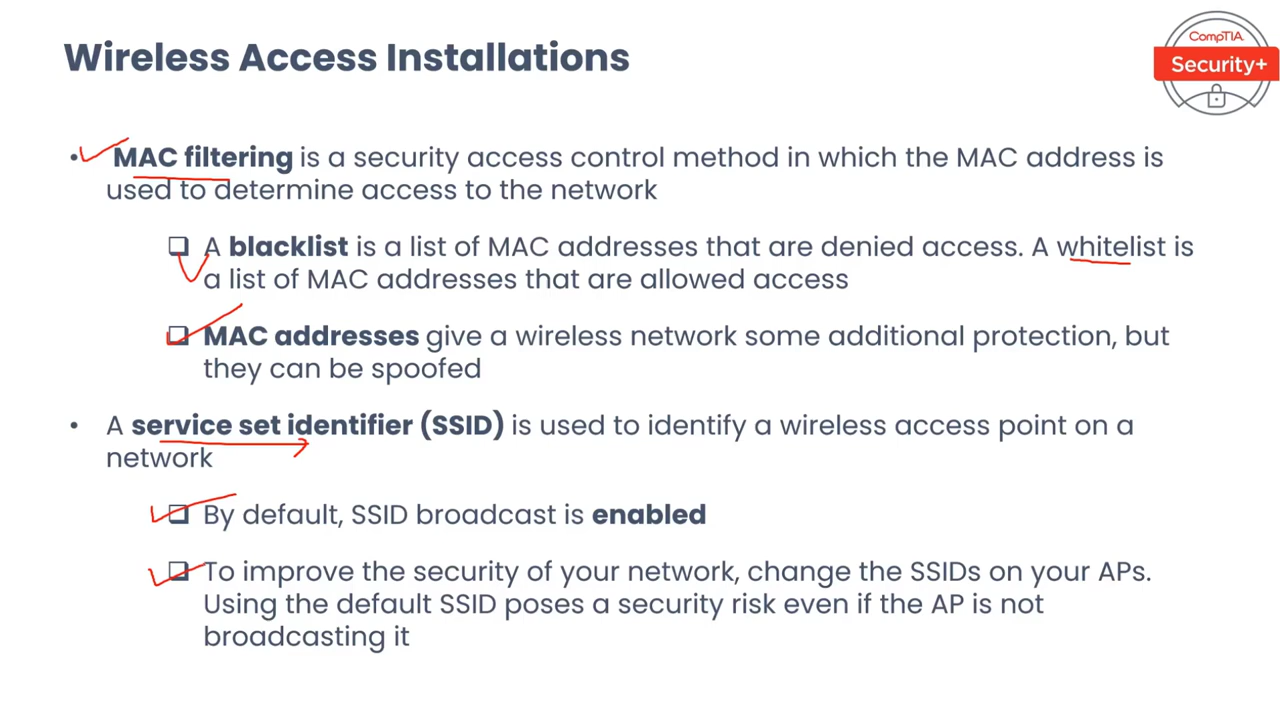 Wireless Access Installations
CompTIA
Security+
• MAC filtering is a security access control method in which the MAC address is
used to determine access to the network
❑ A blacklist is a list of MAC addresses that are denied access. A whitelist is
a list of MAC addresses that are allowed access
❑ MAC addresses give a wireless network some additional protection, but
they can be spoofed
• A service set identifier (SSID) is used to identify a wireless access point on a
network
❑ By default, SSID broadcast is enabled
❑ To improve the security of your network, change the SSIDs on your APs.
Using the default SSID poses a security risk even if the AP is not
broadcasting it